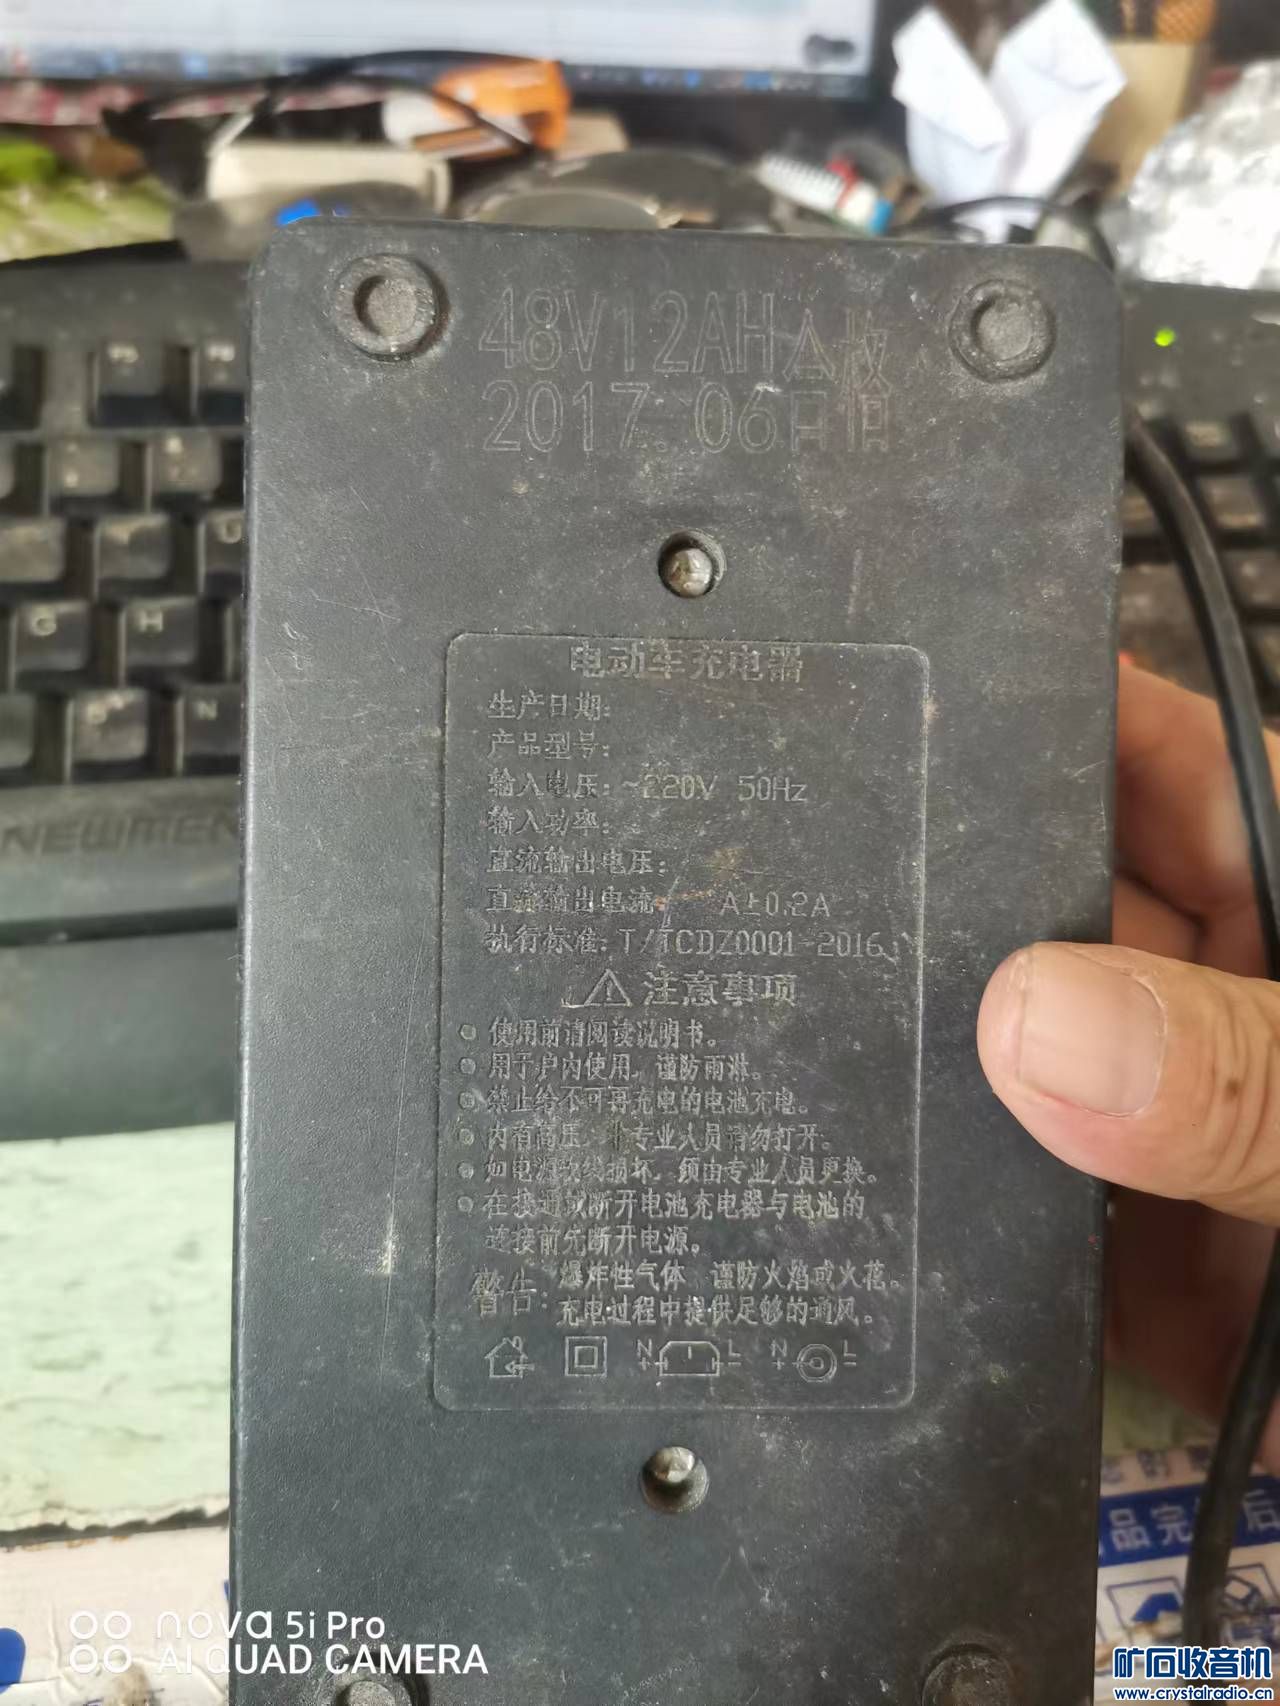 48V12AH合格
2017.06
电动车充电器
生产日期:
产品型号:
输入电压: ~220V 50Hz
输入功率:
直流输出电压:
直流输出电流 A±0.2A
执行标准: T/TCDZ0001-2016
注意事项
使用前请阅读说明书。
用于户内使用, 谨防雨淋。
禁止给不可再充电的电池充电。
内有高压, 非专业人员请勿打开。
如电源软线损坏, 须由专业人员更换。
在接通或断开电池充电器与电池的
连接前先断开电源。
警告: 爆炸性气体 谨防火焰或火花。
充电过程中提供足够的通风。
N L N L
+ - + -
G H
N
NEWMEN
品完 后
nova 5i Pro
AI QUAD CAMERA
矿石收音机
www.crystalradio.cn